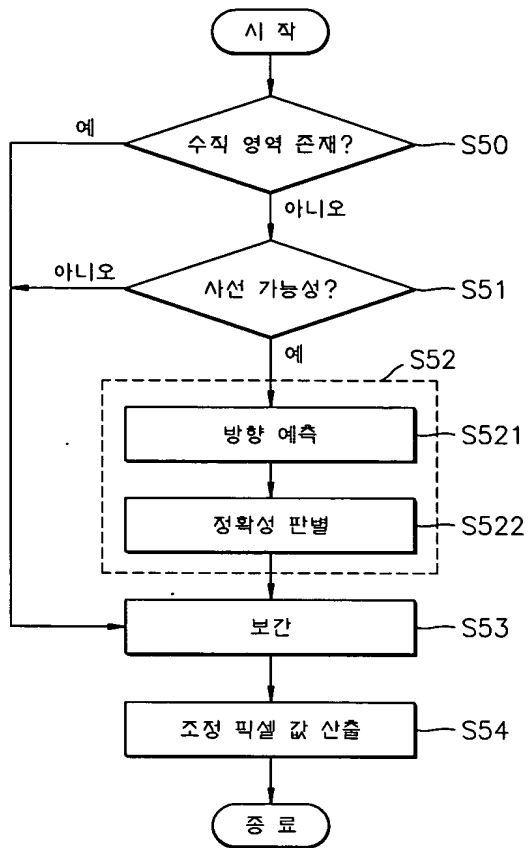 시 작
예
수직 영역 존재?
S50
아니오
아니오
사선 가능성?
S51
예
S52
방향 예측
S521
정확성 판별
S522
보간
S53
조정 픽셀 값 산출
S54
종 료